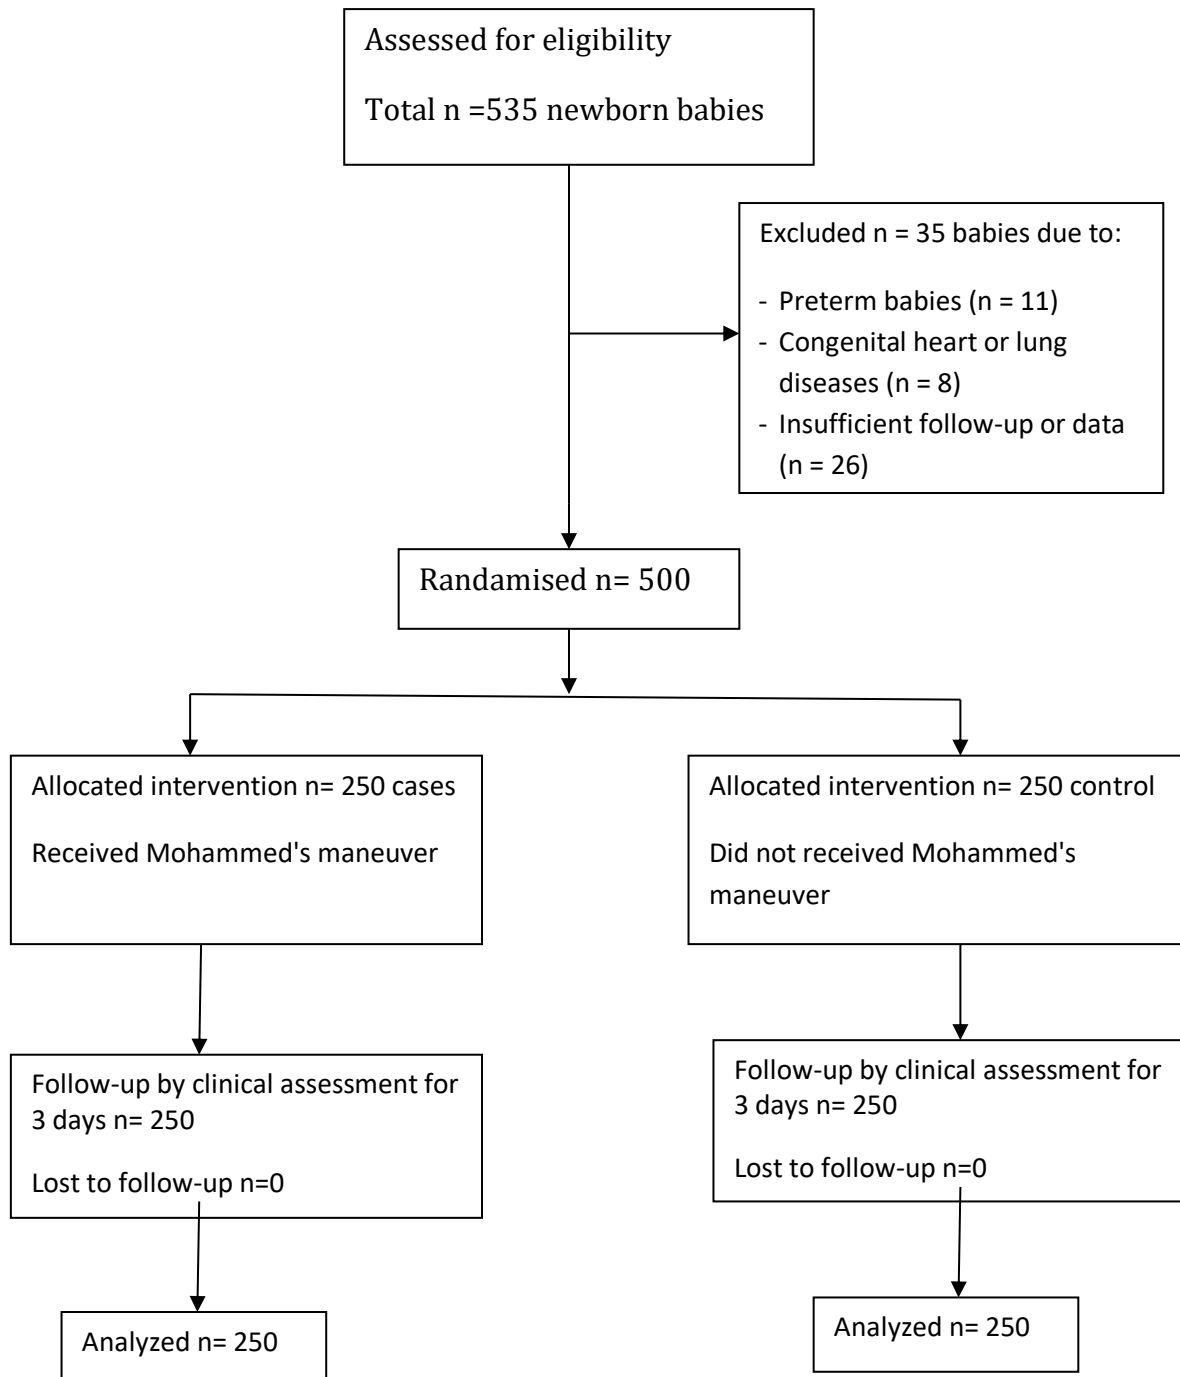 Assessed for eligibility
Total n =535 newborn babies
Excluded n = 35 babies due to:
- Preterm babies (n = 11)
- Congenital heart or lung
diseases (n = 8)
- Insufficient follow-up or data
(n = 26)
Randamised n= 500
Allocated intervention n= 250 cases
Received Mohammed's maneuver
Allocated intervention n= 250 control
Did not received Mohammed's
maneuver
Follow-up by clinical assessment for
3 days n= 250
Lost to follow-up n=0
Follow-up by clinical assessment for
3 days n= 250
Lost to follow-up n=0
Analyzed n= 250
Analyzed n= 250